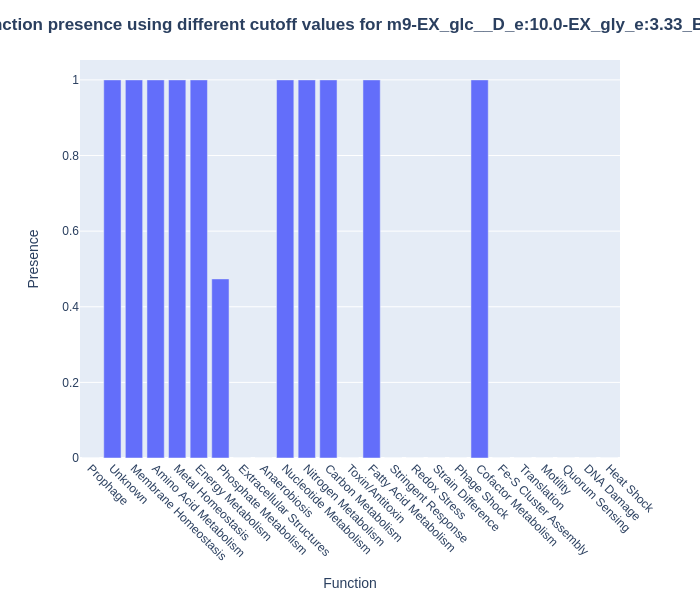 nction presence using different cutoff values for m9-EX_glc__D_e:10.0-EX_gly_e:3.33_E
1
0.8
0.6
0.4
0.2
0
Presence
Prophage
Unknown
Membrane Homeostasis
Amino Acid Metabolism
Metal Homeostasis
Energy Metabolism
Phosphate Metabolism
Extracellular Structures
Anaerobiosis
Nucleotide Metabolism
Nitrogen Metabolism
Carbon Metabolism
Toxin/Antitoxin
Fatty Acid Metabolism
Stringent Response
Redox Stress
Strain Difference
Phage Shock
Cofactor Metabolism
Fe-S Cluster Assembly
Translation
Motility
Quorum Sensing
DNA Damage
Heat Shock
Function